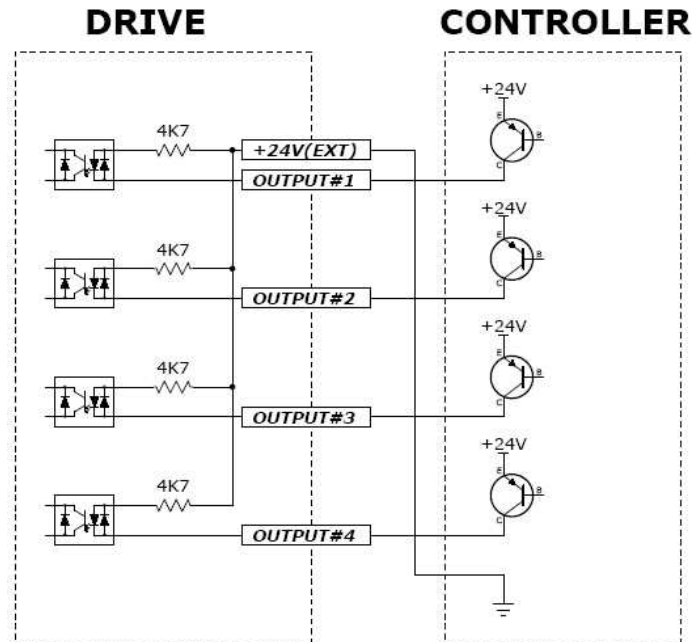 DRIVE CONTROLLER
+24V
E
4K7
+24V(EXT)
B
OUTPUT#1
C
+24V
E
4K7
B
OUTPUT#2
C
+24V
E
4K7
B
OUTPUT#3
C
+24V
E
4K7
B
OUTPUT#4
C